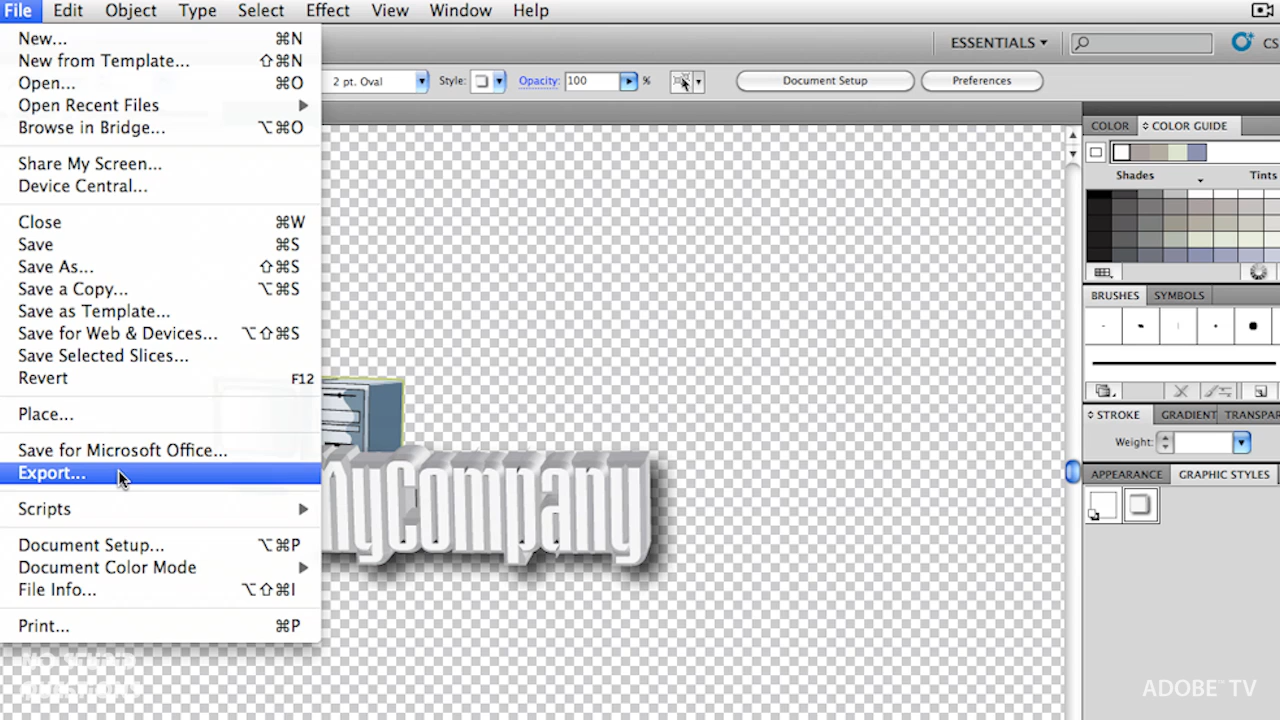 File Edit Object Type Select Effect View Window Help
ESSENTIALS
CS
2 pt. Oval Style: Opacity: 100 % Document Setup Preferences
New... ⌘N
New from Template... ⇧⌘N
Open... ⌘O
Open Recent Files
Browse in Bridge... ⌥⌘O
Share My Screen...
Device Central...
Close ⌘W
Save ⌘S
Save As... ⇧⌘S
Save a Copy... ⌥⌘S
Save as Template...
Save for Web & Devices... ⌥⇧⌘S
Save Selected Slices...
Revert F12
Place...
Save for Microsoft Office...
Export...
Scripts
Document Setup... ⌥⌘P
Document Color Mode
File Info... ⌥⇧⌘I
Print... ⌘P
MyCompany
COLOR COLOR GUIDE
Shades Tints
BRUSHES SYMBOLS
STROKE GRADIENT TRANSPAR
Weight:
APPEARANCE GRAPHIC STYLES
ADOBE™ TV